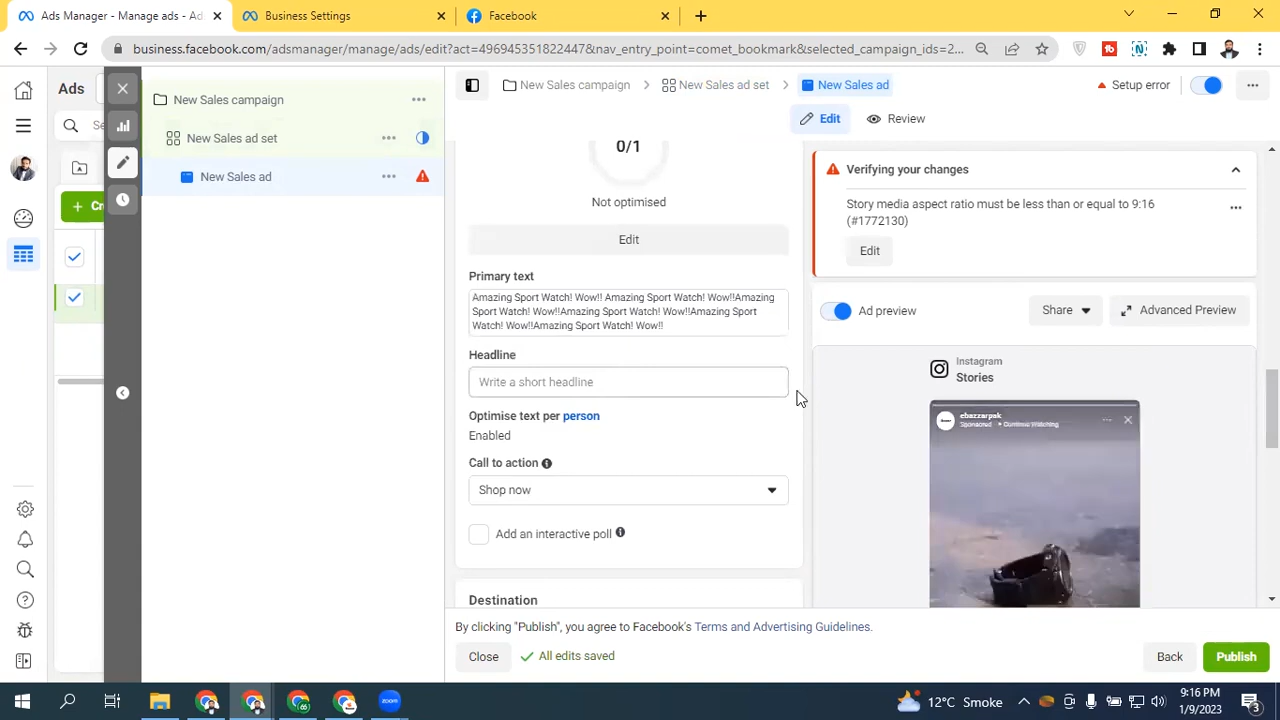 Ads Manager - Manage ads - Ad
Business Settings
Facebook
business.facebook.com/adsmanager/manage/ads/edit?act=496945351822447&nav_entry_point=comet_bookmark&selected_campaign_ids=2...
Ads
Se
Cr
New Sales campaign
New Sales ad set
New Sales ad
New Sales campaign
New Sales ad set
New Sales ad
Setup error
Edit
Review
0/1
Not optimised
Edit
Primary text
Amazing Sport Watch! Wow!! Amazing Sport Watch! Wow!!Amazing
Sport Watch! Wow!!Amazing Sport Watch! Wow!!Amazing Sport
Watch! Wow!!Amazing Sport Watch! Wow!!
Headline
Write a short headline
Optimise text per person
Enabled
Call to action
Shop now
Add an interactive poll
Destination
Verifying your changes
Story media aspect ratio must be less than or equal to 9:16
(#1772130)
Edit
Ad preview
Share
Advanced Preview
Instagram
Stories
ebazzarpak
Sponsored • Continue Watching
By clicking "Publish", you agree to Facebook's Terms and Advertising Guidelines.
Close
All edits saved
Back
Publish
12°C Smoke
9:16 PM
1/9/2023
3